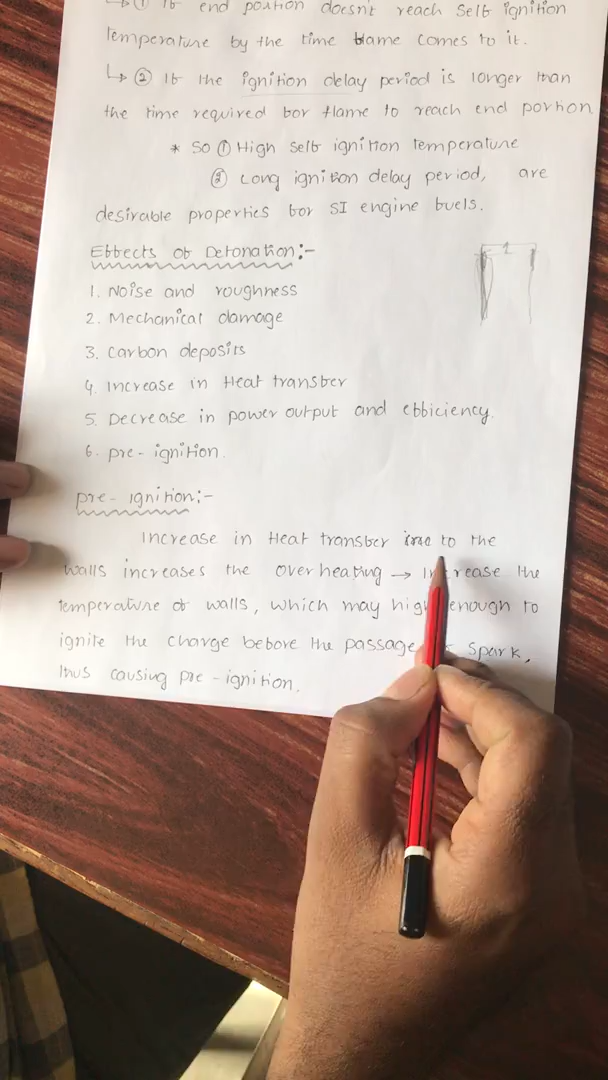 ↳ ① If end portion doesn't reach self ignition
temperature by the time flame comes to it.
↳ ② If the ignition delay period is longer than
the time required for flame to reach end portion
* so ① High self ignition temperature
② Long ignition delay period, are
desirable properties for SI engine fuels.
Effects of Detonation:-
1. Noise and roughness
2. Mechanical damage
3. Carbon deposits
4. Increase in Heat transfer
5. Decrease in power output and efficiency.
6. pre-ignition.
pre-ignition:-
Increase in Heat transfer to the
walls increases the overheating → Increase the
temperature of walls, which may high enough to
ignite the charge before the passage spark,
thus causing pre-ignition.